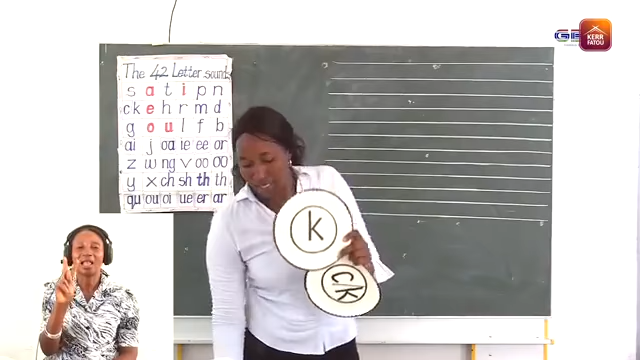 The 42 Letter sounds
s a t i p n
ck e h r m d
g o u l f b
ai j oa ie ee or
z w ng v oo oo
y x ch sh th th
qu ou oi ue er ar
k
ck
KERR
FATOU